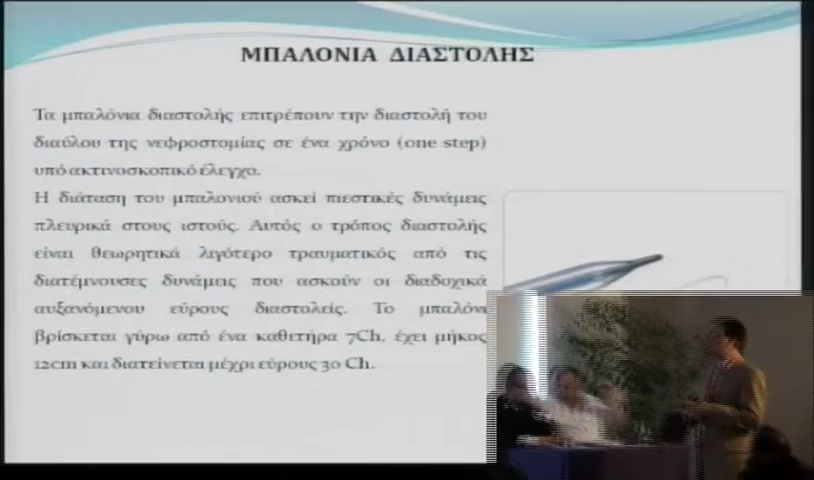 ΜΠΑΛΟΝΙΑ ΔΙΑΣΤΟΛΗΣ
Τα μπαλόνια διαστολής επιτρέπουν την διαστολή του
διαύλου της νεφροστομίας σε ένα χρόνο (one step)
υπό ακτινοσκοπικό έλεγχο.
Η διάταση του μπαλονιού ασκεί πιεστικές δυνάμεις
πλευρικά στους ιστούς. Αυτός ο τρόπος διαστολής
είναι θεωρητικά λιγότερο τραυματικός από τις
διατέμνουσες δυνάμεις που ασκούν οι διαδοχικά
αυξανόμενου εύρους διαστολείς. Το μπαλόνι
βρίσκεται γύρω από ένα καθετήρα 7Ch, έχει μήκος
12cm και διατείνεται μέχρι εύρους 30 Ch.